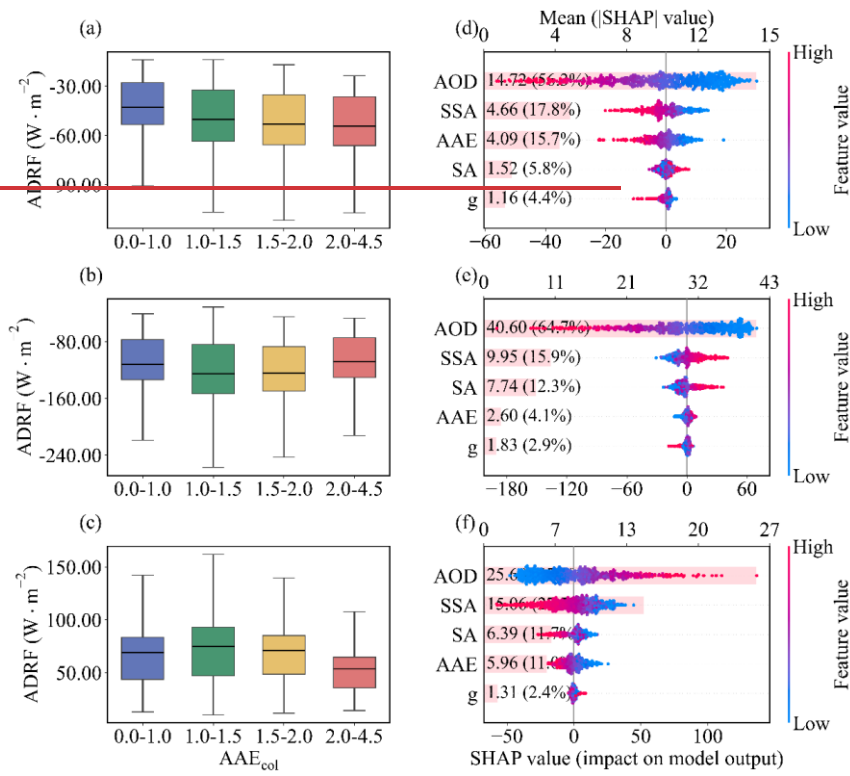 (a)
ADRF (W · m−2)
-30.00
-60.00
-90.00
0.0-1.0 1.0-1.5 1.5-2.0 2.0-4.5
(d)
Mean (|SHAP| value)
0 4 8 11 15
AOD 14.72 (56.3%)
SSA 4.66 (17.8%)
AAE 4.09 (15.7%)
SA 1.52 (5.8%)
g 1.16 (4.4%)
−60 −40 −20 0 20
High
Feature value
Low
(b)
ADRF (W · m−2)
-80.00
-160.00
-240.00
0.0-1.0 1.0-1.5 1.5-2.0 2.0-4.5
(e)
0 11 21 32 43
AOD 40.60 (64.7%)
SSA 9.95 (15.9%)
SA 7.74 (12.3%)
AAE 2.60 (4.1%)
g 1.83 (2.9%)
−180 −120 −60 0 60
High
Feature value
Low
(c)
ADRF (W · m−2)
150.00
100.00
50.00
0.0-1.0 1.0-1.5 1.5-2.0 2.0-4.5
AAEcol
(f)
0 7 13 20 27
AOD
SSA
SA 6.39 (11.7%)
AAE
g 1.31 (2.4%)
−50 0 50 100
SHAP value (impact on model output)
High
Feature value
Low